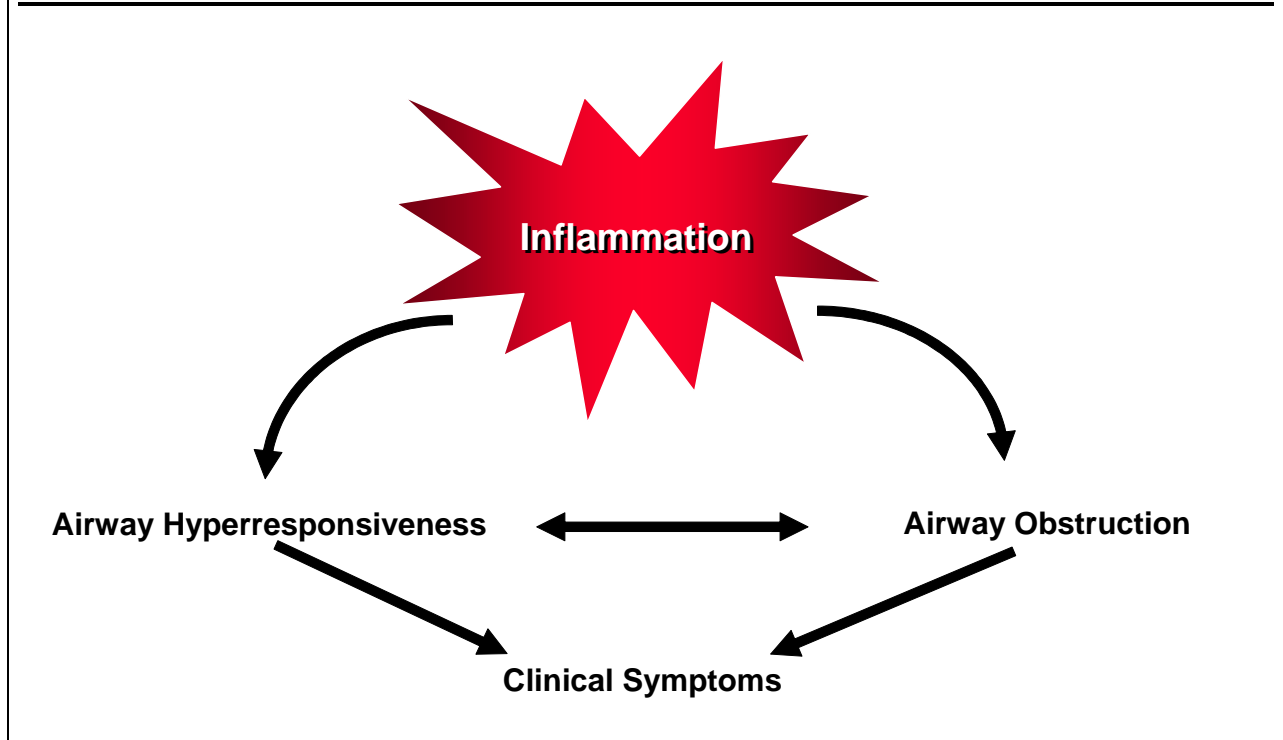 Inflammation
Airway Hyperresponsiveness
Airway Obstruction
Clinical Symptoms